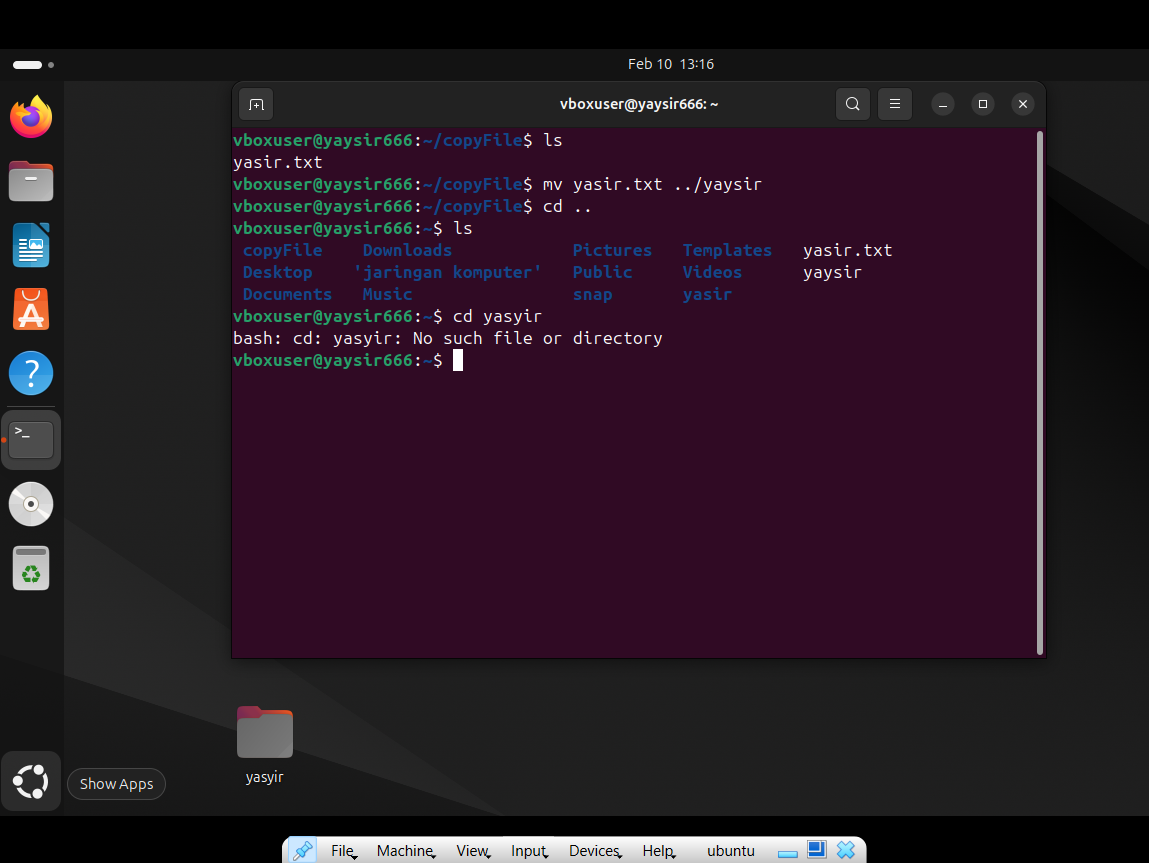 Feb 10 13:16
vboxuser@yaysir666: ~
vboxuser@yaysir666:~/copyFile$ ls
yasir.txt
vboxuser@yaysir666:~/copyFile$ mv yasir.txt ../yaysir
vboxuser@yaysir666:~/copyFile$ cd ..
vboxuser@yaysir666:~$ ls
copyFile Downloads Pictures Templates yasir.txt
Desktop 'jaringan komputer' Public Videos yaysir
Documents Music snap yasir
vboxuser@yaysir666:~$ cd yasyir
bash: cd: yasyir: No such file or directory
vboxuser@yaysir666:~$
yasyir
Show Apps
File Machine View Input Devices Help ubuntu